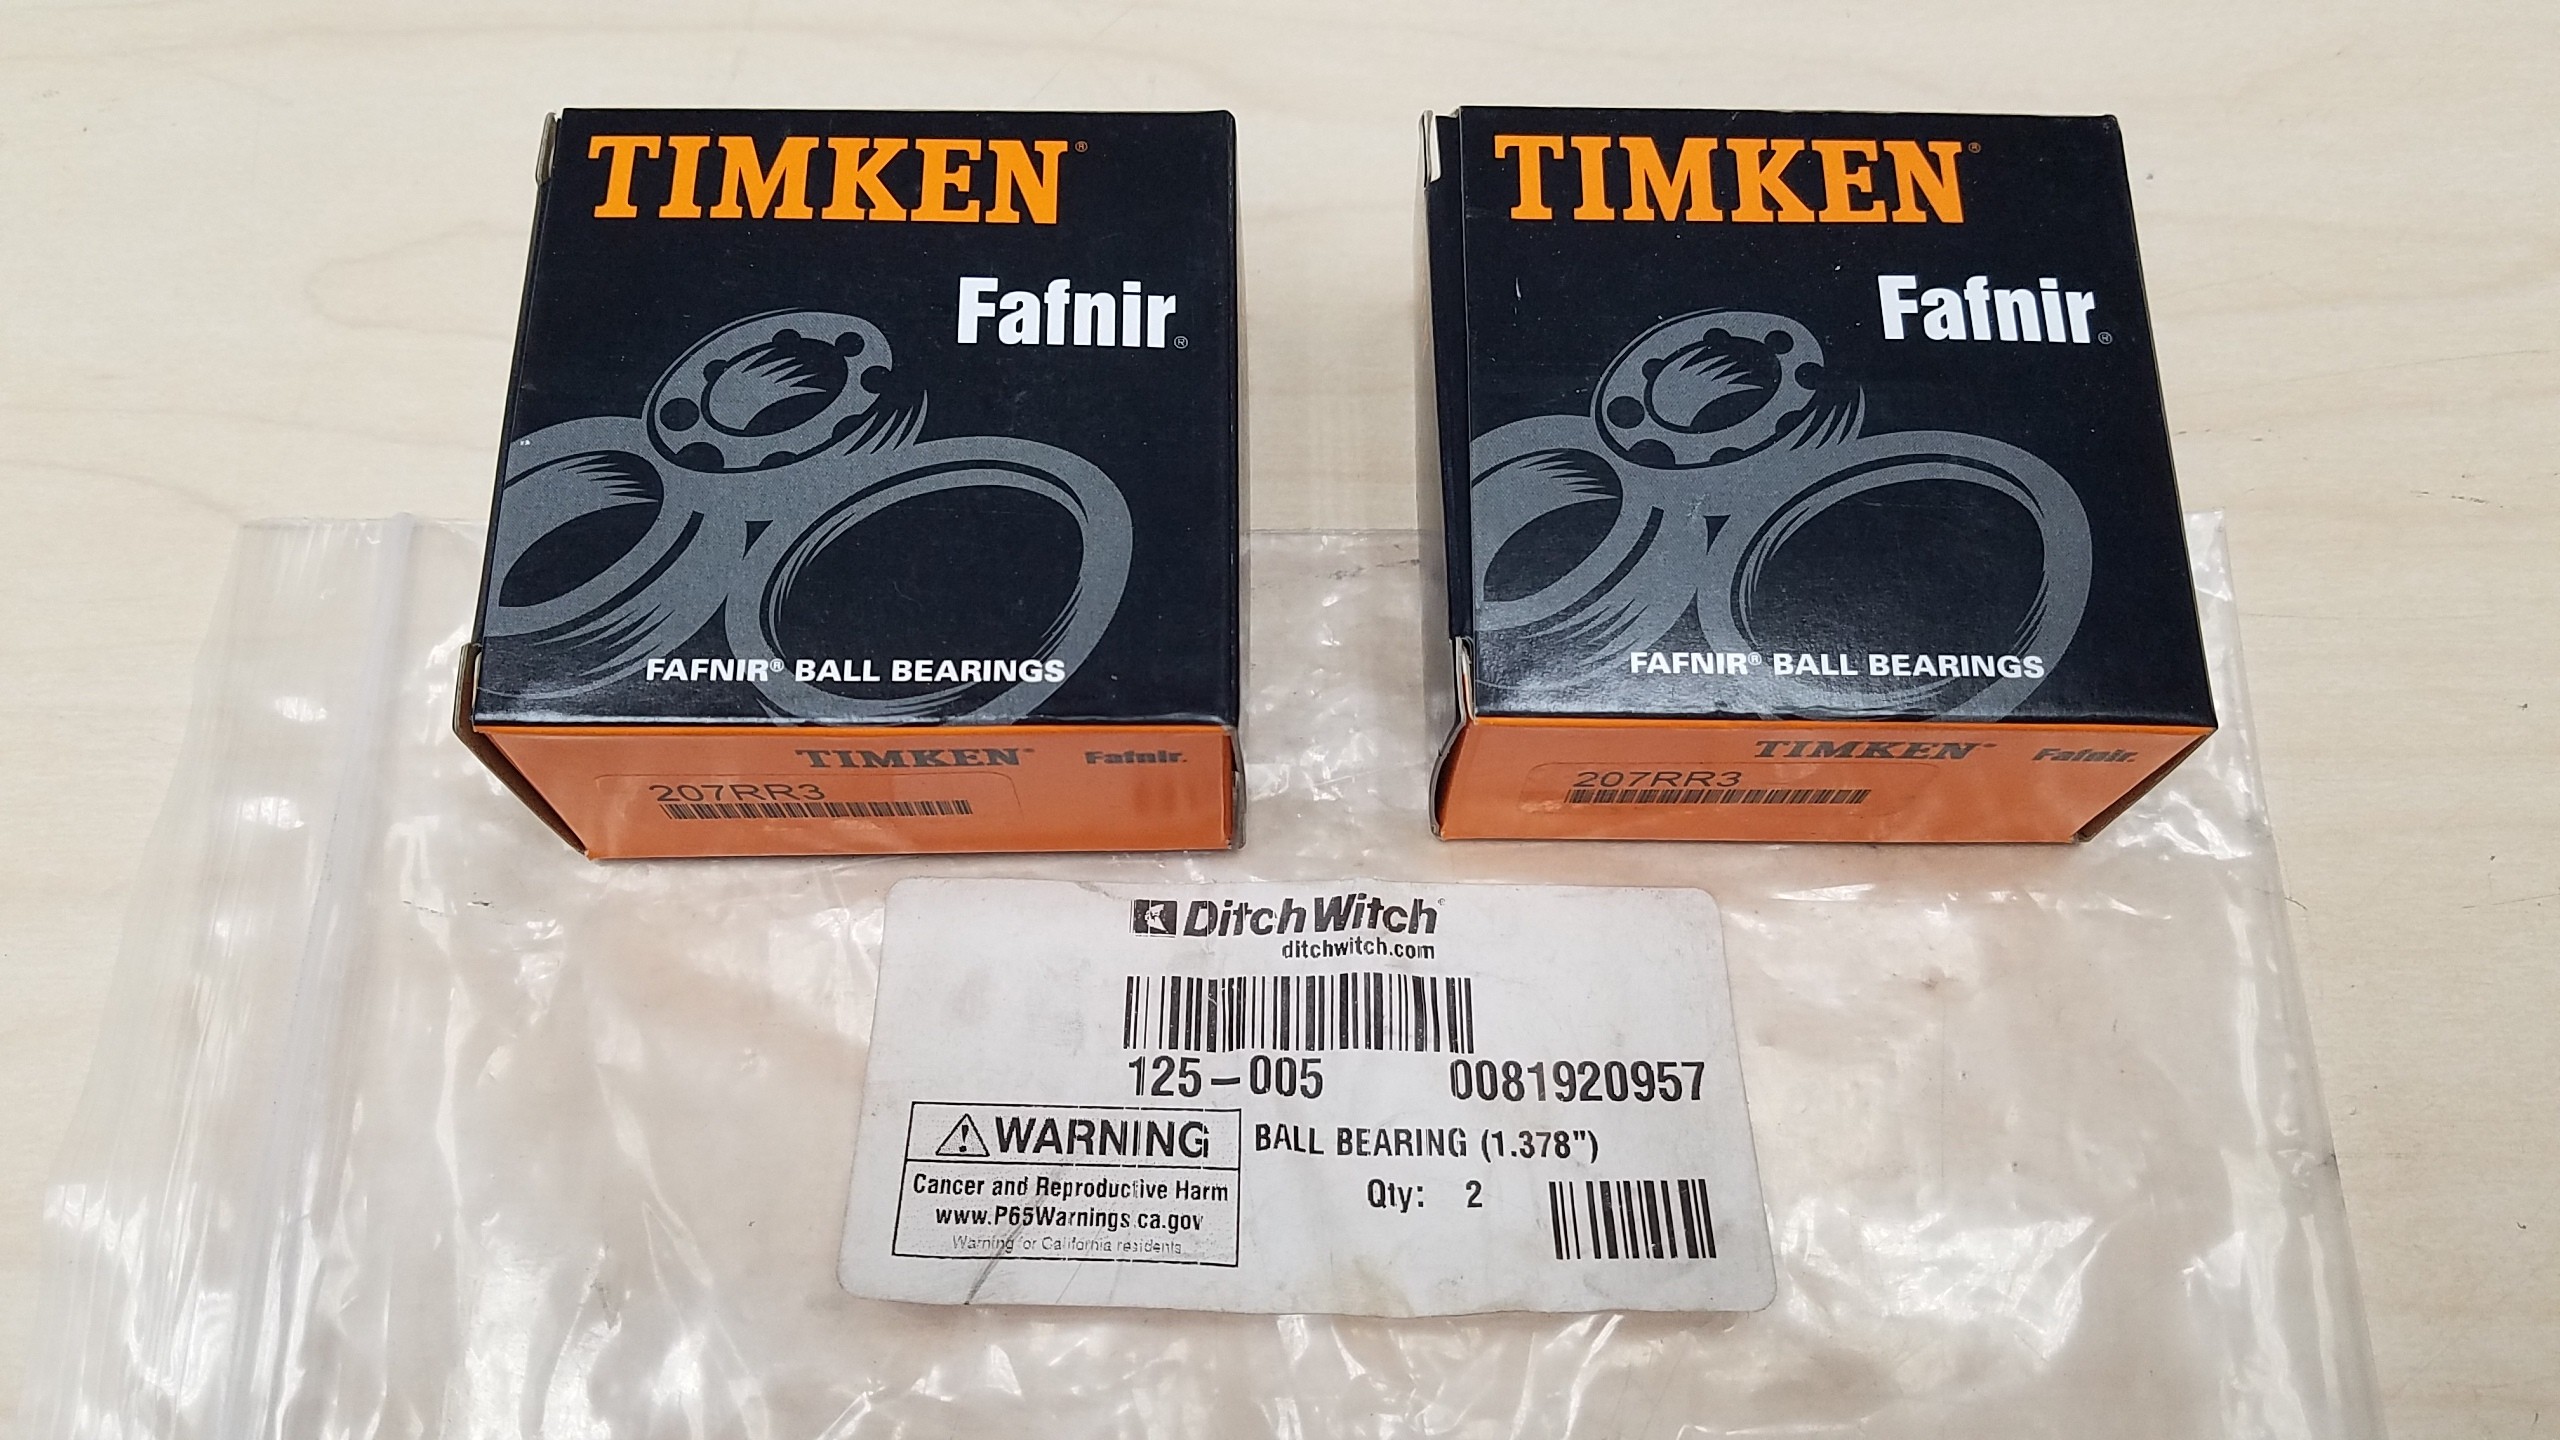 TIMKEN®
Fafnir®
FAFNIR® BALL BEARINGS
TIMKEN® Fafnir.
207RR3
TIMKEN®
Fafnir®
FAFNIR® BALL BEARINGS
TIMKEN® Fafnir.
207RR3
Ditch Witch®
ditchwitch.com
125-005 0081920957
⚠WARNING
Cancer and Reproductive Harm
www.P65Warnings.ca.gov
Warning for California residents
BALL BEARING (1.378")
Qty: 2